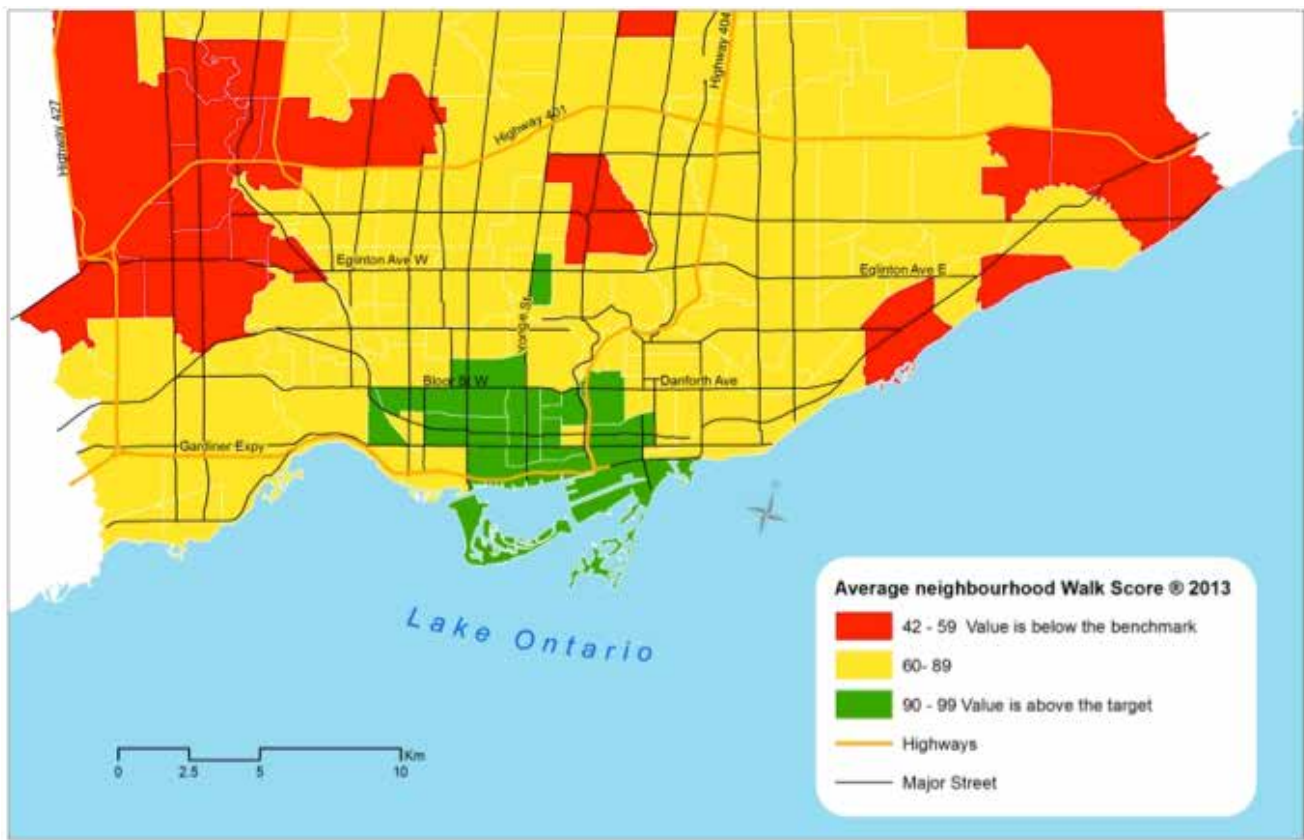 Highway 427
Highway 401
Highway 404
Eglinton Ave W
Eglinton Ave E
Yonge St
Bloor St W
Danforth Ave
Gardiner Expy
Lake Ontario
Average neighbourhood Walk Score ® 2013
42 - 59 Value is below the benchmark
60- 89
90 - 99 Value is above the target
Highways
Major Street
Km
0 2.5 5 10